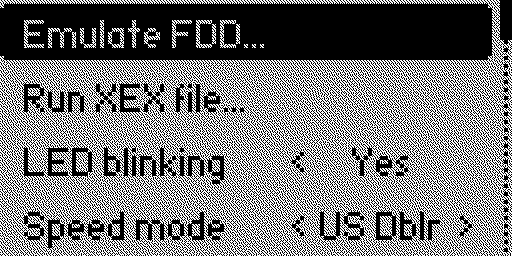 Emulate FDD...
Run XEX file...
LED blinking < Yes
Speed mode < US Dblr >